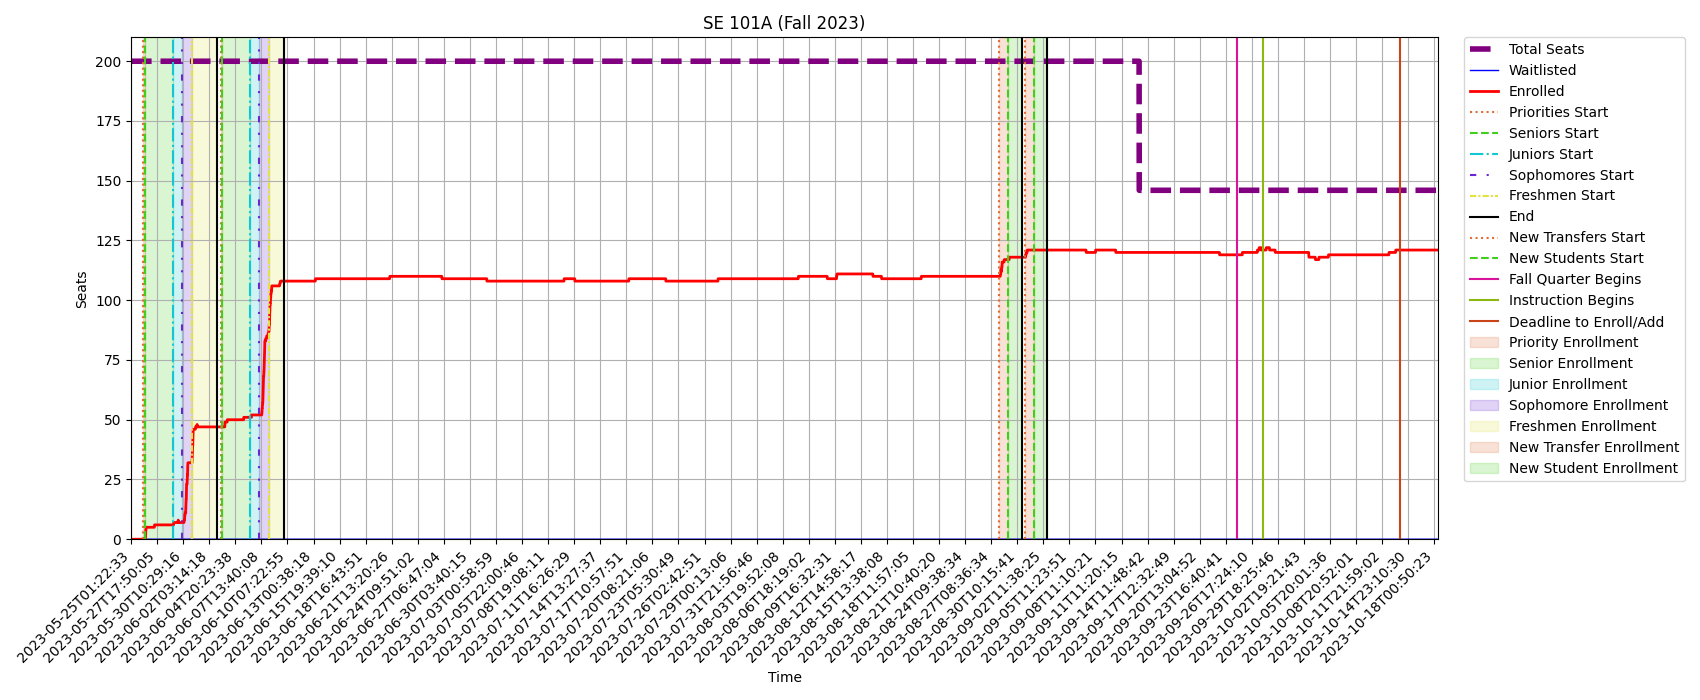 SE 101A (Fall 2023)
Seats
200
175
150
125
100
75
50
25
0
2023-05-25T01:22:33
2023-05-27T17:50:05
2023-05-30T10:29:16
2023-06-02T03:14:18
2023-06-04T20:23:38
2023-06-07T13:40:09
2023-06-10T07:22:53
2023-06-13T00:38:18
2023-06-15T19:39:10
2023-06-18T16:43:51
2023-06-21T13:20:26
2023-06-24T09:51:02
2023-06-27T06:47:04
2023-06-30T03:40:15
2023-07-03T00:58:59
2023-07-05T22:00:46
2023-07-08T19:08:11
2023-07-11T16:26:29
2023-07-14T13:27:37
2023-07-17T10:57:51
2023-07-20T08:21:06
2023-07-23T05:30:49
2023-07-26T02:42:51
2023-07-29T00:13:06
2023-07-31T21:56:46
2023-08-03T19:52:08
2023-08-06T18:19:02
2023-08-09T16:32:31
2023-08-12T14:58:17
2023-08-15T13:38:08
2023-08-18T11:57:05
2023-08-21T10:40:20
2023-08-24T09:38:34
2023-08-27T08:36:34
2023-08-30T10:15:41
2023-09-02T11:38:25
2023-09-05T11:23:51
2023-09-08T11:10:21
2023-09-11T11:20:15
2023-09-14T11:48:42
2023-09-17T12:32:49
2023-09-20T13:04:52
2023-09-23T16:40:41
2023-09-26T17:24:10
2023-09-29T18:25:46
2023-10-02T19:21:43
2023-10-05T20:01:36
2023-10-08T20:52:01
2023-10-11T21:59:02
2023-10-14T23:10:30
2023-10-18T00:50:23
Time
Total Seats
Waitlisted
Enrolled
Priorities Start
Seniors Start
Juniors Start
Sophomores Start
Freshmen Start
End
New Transfers Start
New Students Start
Fall Quarter Begins
Instruction Begins
Deadline to Enroll/Add
Priority Enrollment
Senior Enrollment
Junior Enrollment
Sophomore Enrollment
Freshmen Enrollment
New Transfer Enrollment
New Student Enrollment